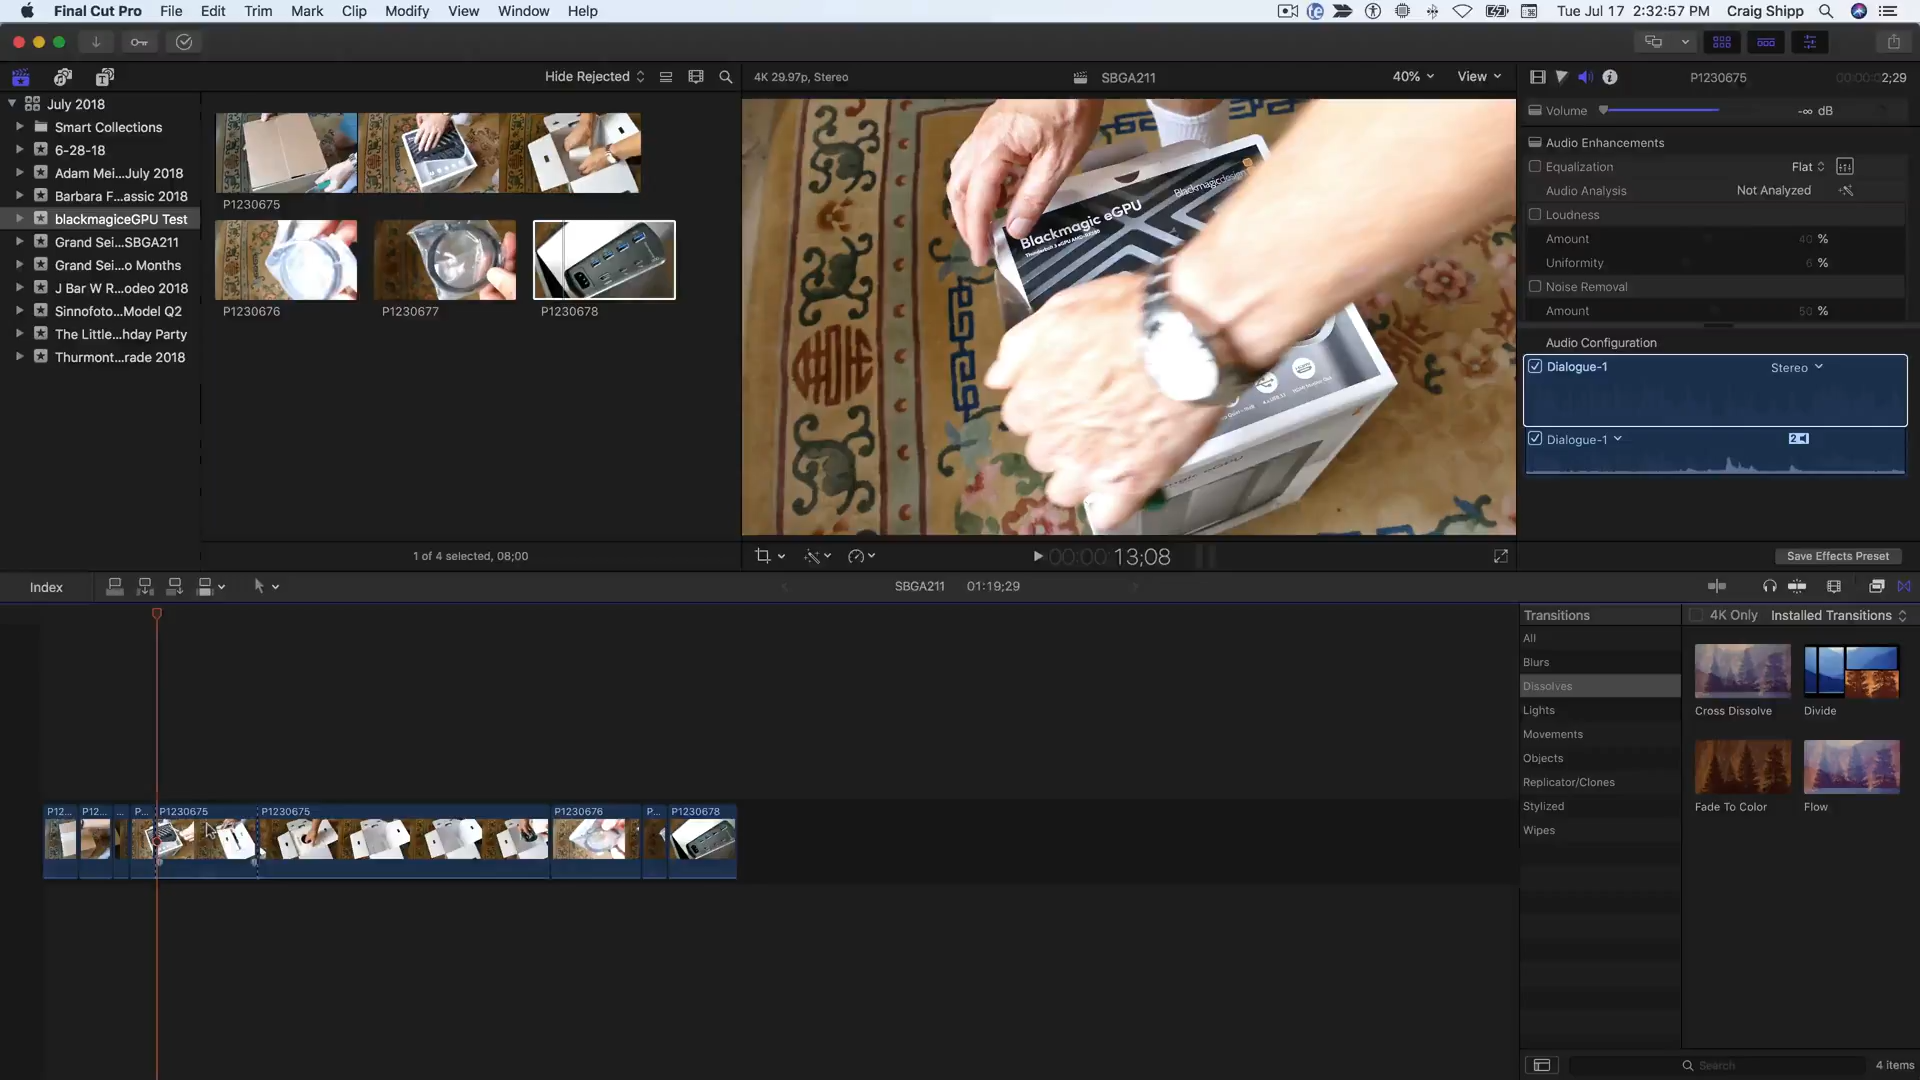 Final Cut Pro File Edit Trim Mark Clip Modify View Window Help
Tue Jul 17 2:32:57 PM Craig Shipp
Hide Rejected
4K 29.97p, Stereo
SBGA211
40%
View
P1230675
2;29
July 2018
Smart Collections
6-28-18
Adam Mei...July 2018
Barbara F...assic 2018
blackmagiceGPU Test
Grand Sei...SBGA211
Grand Sei...o Months
J Bar W R...odeo 2018
Sinnofoto...Model Q2
The Little...hday Party
Thurmont...rade 2018
P1230675
P1230676
P1230677
P1230678
1 of 4 selected, 08;00
Blackmagicdesign
Blackmagic eGPU
00:00:13;08
Volume
-∞ dB
Audio Enhancements
Equalization
Flat
Audio Analysis
Not Analyzed
Loudness
Amount
40 %
Uniformity
6 %
Noise Removal
Amount
50 %
Audio Configuration
Dialogue-1
Stereo
Dialogue-1
2
Save Effects Preset
Index
SBGA211
01:19;29
P12...
P12...
...
P...
P1230675
P1230675
P1230676
P...
P1230678
Transitions
4K Only
Installed Transitions
All
Blurs
Dissolves
Lights
Movements
Objects
Replicator/Clones
Stylized
Wipes
Cross Dissolve
Divide
Fade To Color
Flow
Search
4 items